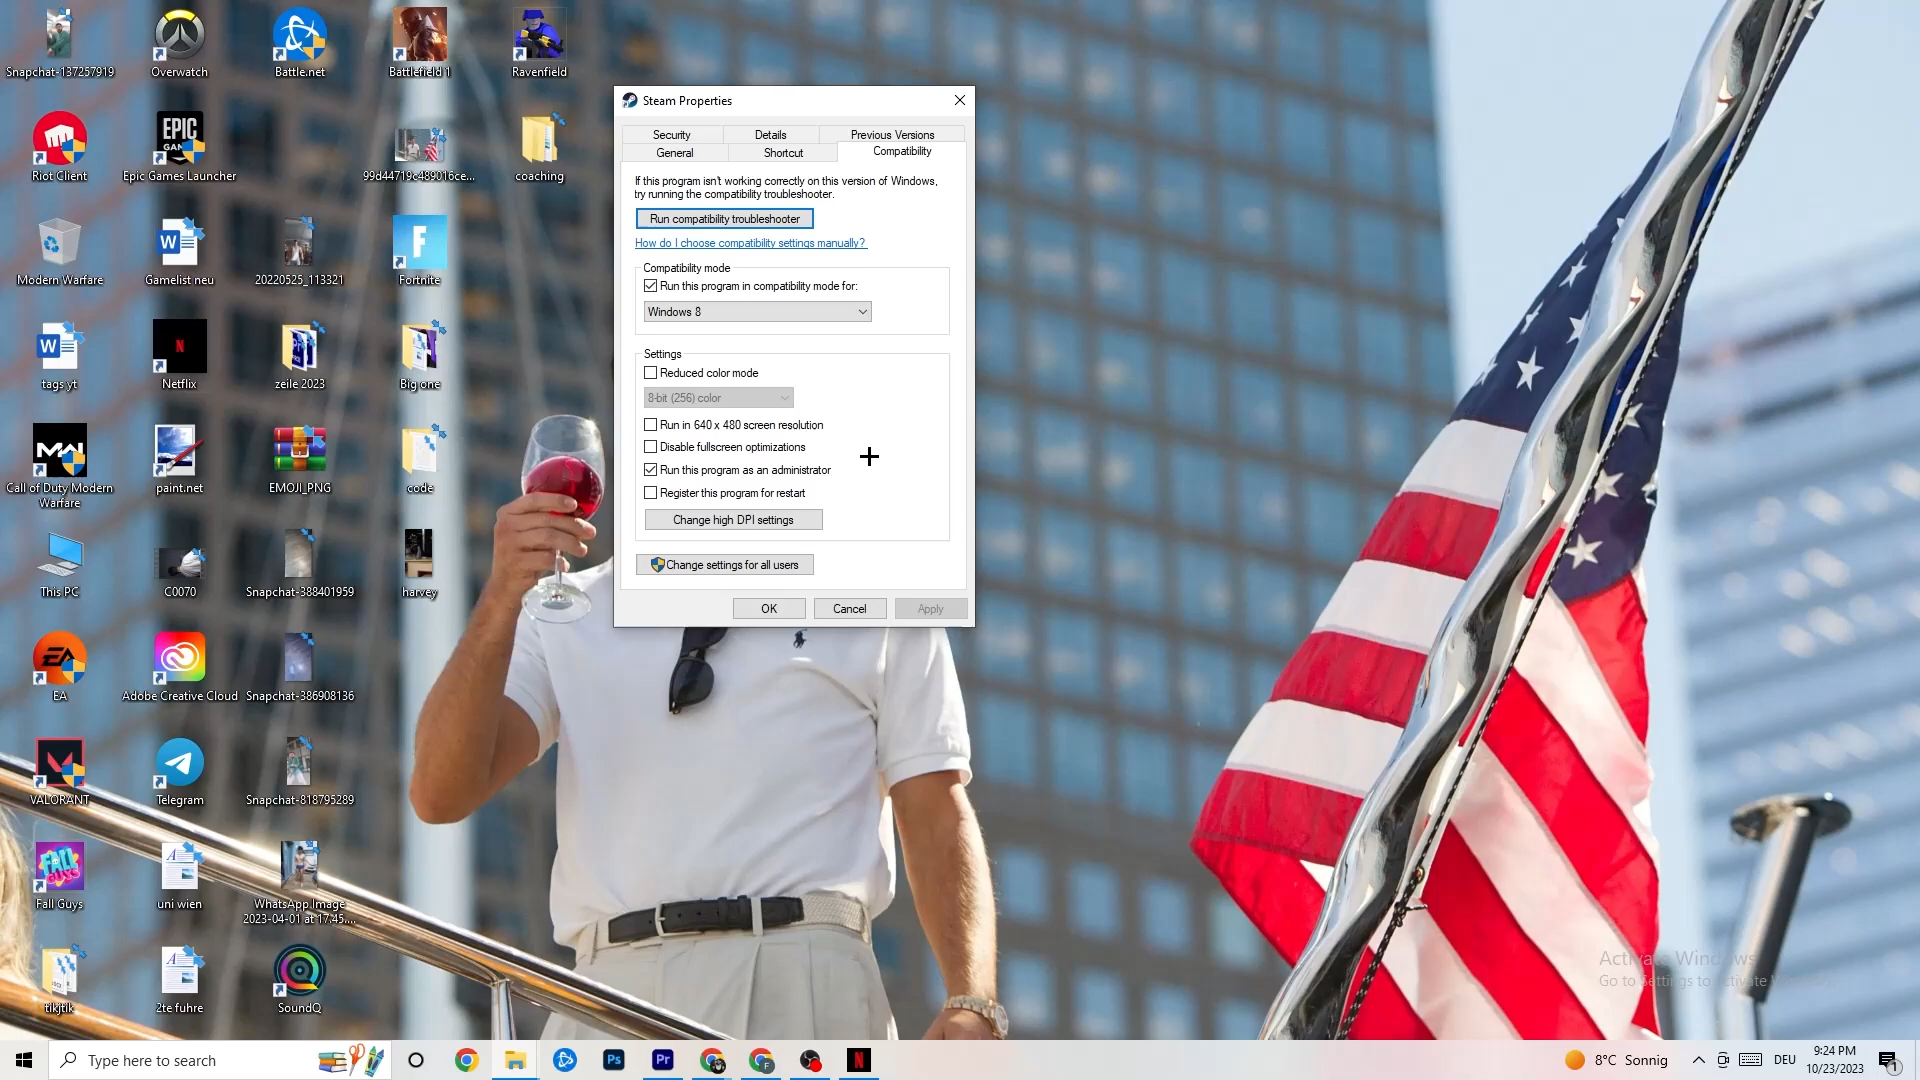 Snapchat-137257919
Overwatch
Battle.net
Battlefield 1
Ravenfield
Riot Client
EPIC
GAMES
Epic Games Launcher
99d44719c489016ce...
coaching
Modern Warfare
Gamelist neu
20220525_113321
Fortnite
tags yt
Netflix
zeile 2023
Big one
Call of Duty Modern
Warfare
paint.net
EMOJI_PNG
code
This PC
C0070
Snapchat-388401959
harvey
EA
Adobe Creative Cloud
Snapchat-386908136
VALORANT
Telegram
Snapchat-818795289
FALL
GUYS
Fall Guys
uni wien
WhatsApp Image
2023-04-01 at 17.45....
tikjtik
2te fuhre
SoundQ
Steam Properties
Security
Details
Previous Versions
General
Shortcut
Compatibility
If this program isn't working correctly on this version of Windows,
try running the compatibility troubleshooter.
Run compatibility troubleshooter
How do I choose compatibility settings manually?
Compatibility mode
Run this program in compatibility mode for:
Windows 8
Settings
Reduced color mode
8-bit (256) color
Run in 640 x 480 screen resolution
Disable fullscreen optimizations
Run this program as an administrator
Register this program for restart
Change high DPI settings
Change settings for all users
OK
Cancel
Apply
Activate Windows
Go to Settings to activate
Type here to search
Ps
Pr
8°C Sonnig
DEU
9:24 PM
10/23/2023
1